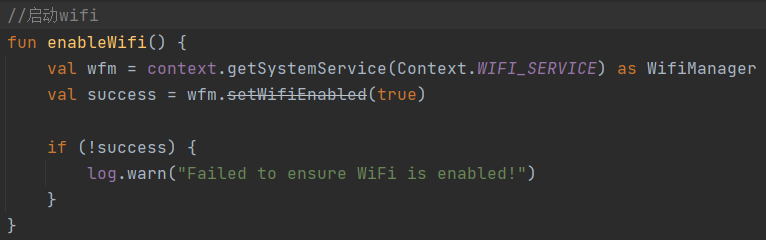 //启动wifi
fun enableWifi() {
    val wfm = context.getSystemService(Context.WIFI_SERVICE) as WifiManager
    val success = wfm.setWifiEnabled(true)

    if (!success) {
        log.warn("Failed to ensure WiFi is enabled!")
    }
}